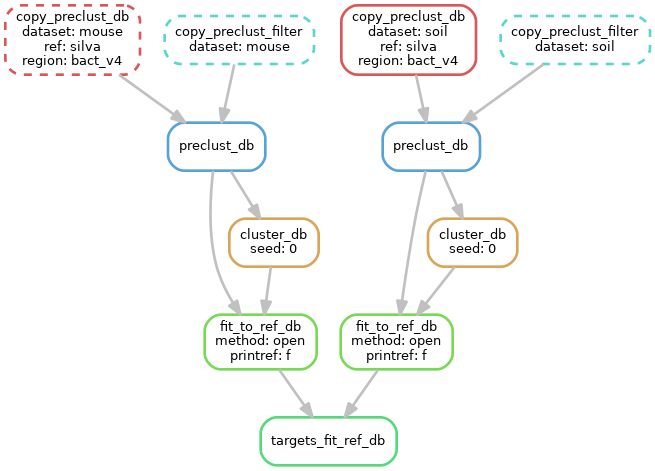 copy_preclust_db
dataset: mouse
ref: silva
region: bact_v4
copy_preclust_filter
dataset: mouse
copy_preclust_db
dataset: soil
ref: silva
region: bact_v4
copy_preclust_filter
dataset: soil
preclust_db
preclust_db
cluster_db
seed: 0
cluster_db
seed: 0
fit_to_ref_db
method: open
printref: f
fit_to_ref_db
method: open
printref: f
targets_fit_ref_db